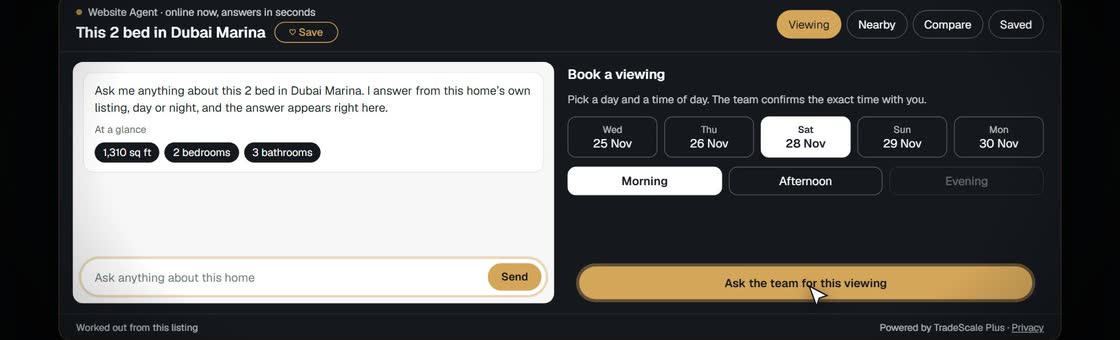 Website Agent · online now, answers in seconds
This 2 bed in Dubai Marina
♡ Save
Viewing
Nearby
Compare
Saved
Ask me anything about this 2 bed in Dubai Marina. I answer from this home's own
listing, day or night, and the answer appears right here.
At a glance
1,310 sq ft
2 bedrooms
3 bathrooms
Ask anything about this home
Send
Book a viewing
Pick a day and a time of day. The team confirms the exact time with you.
Wed
25 Nov
Thu
26 Nov
Sat
28 Nov
Sun
29 Nov
Mon
30 Nov
Morning
Afternoon
Evening
Ask the team for this viewing
Worked out from this listing
Powered by TradeScale Plus · Privacy